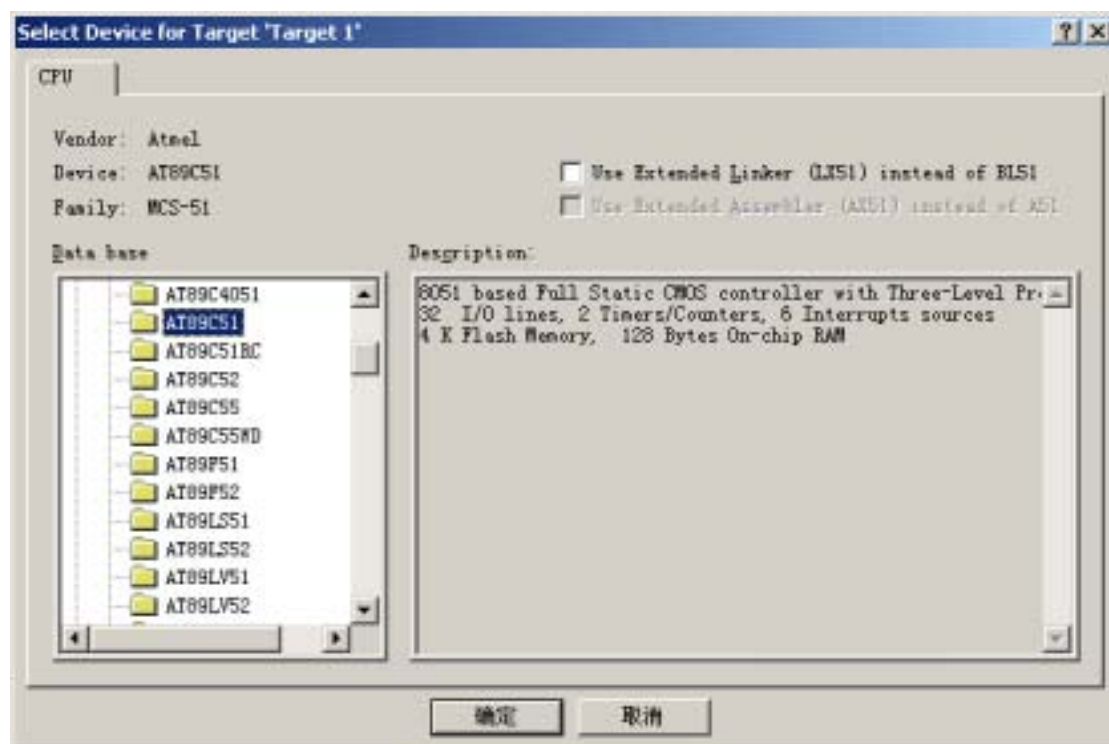 Select Device for Target 'Target 1'
CPU
Vendor: Atmel
Device: AT89C51
Family: MCS-51
Use Extended Linker (LX51) instead of BL51
Use Extended Assembler (AX51) instead of A51
Data base
AT89C4051
AT89C51
AT89C51RC
AT89C52
AT89C55
AT89C55WD
AT89F51
AT89F52
AT89LS51
AT89LS52
AT89LV51
AT89LV52
Description:
8051 based Full Static CMOS controller with Three-Level Pr
32 I/O lines, 2 Timers/Counters, 6 Interrupts sources
4 K Flash Memory, 128 Bytes On-chip RAM
确定
取消